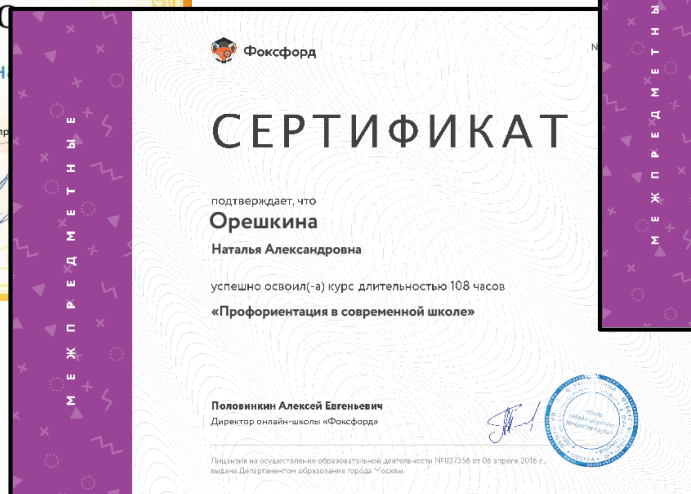 Фоксфорд
№
СЕРТИФИКАТ
подтверждает, что
Орешкина
Наталья Александровна
успешно освоил(-а) курс длительностью 108 часов
«Профориентация в современной школе»
Половинкин Алексей Евгеньевич
Директор онлайн-школы «Фоксфорд»
Лицензия на осуществление образовательной деятельности №037356 от 06 апреля 2016 г.,
выдана Департаментом образования города Москвы.
МЕЖПРЕДМЕТНЫЕ
МЕЖПРЕДМЕТН